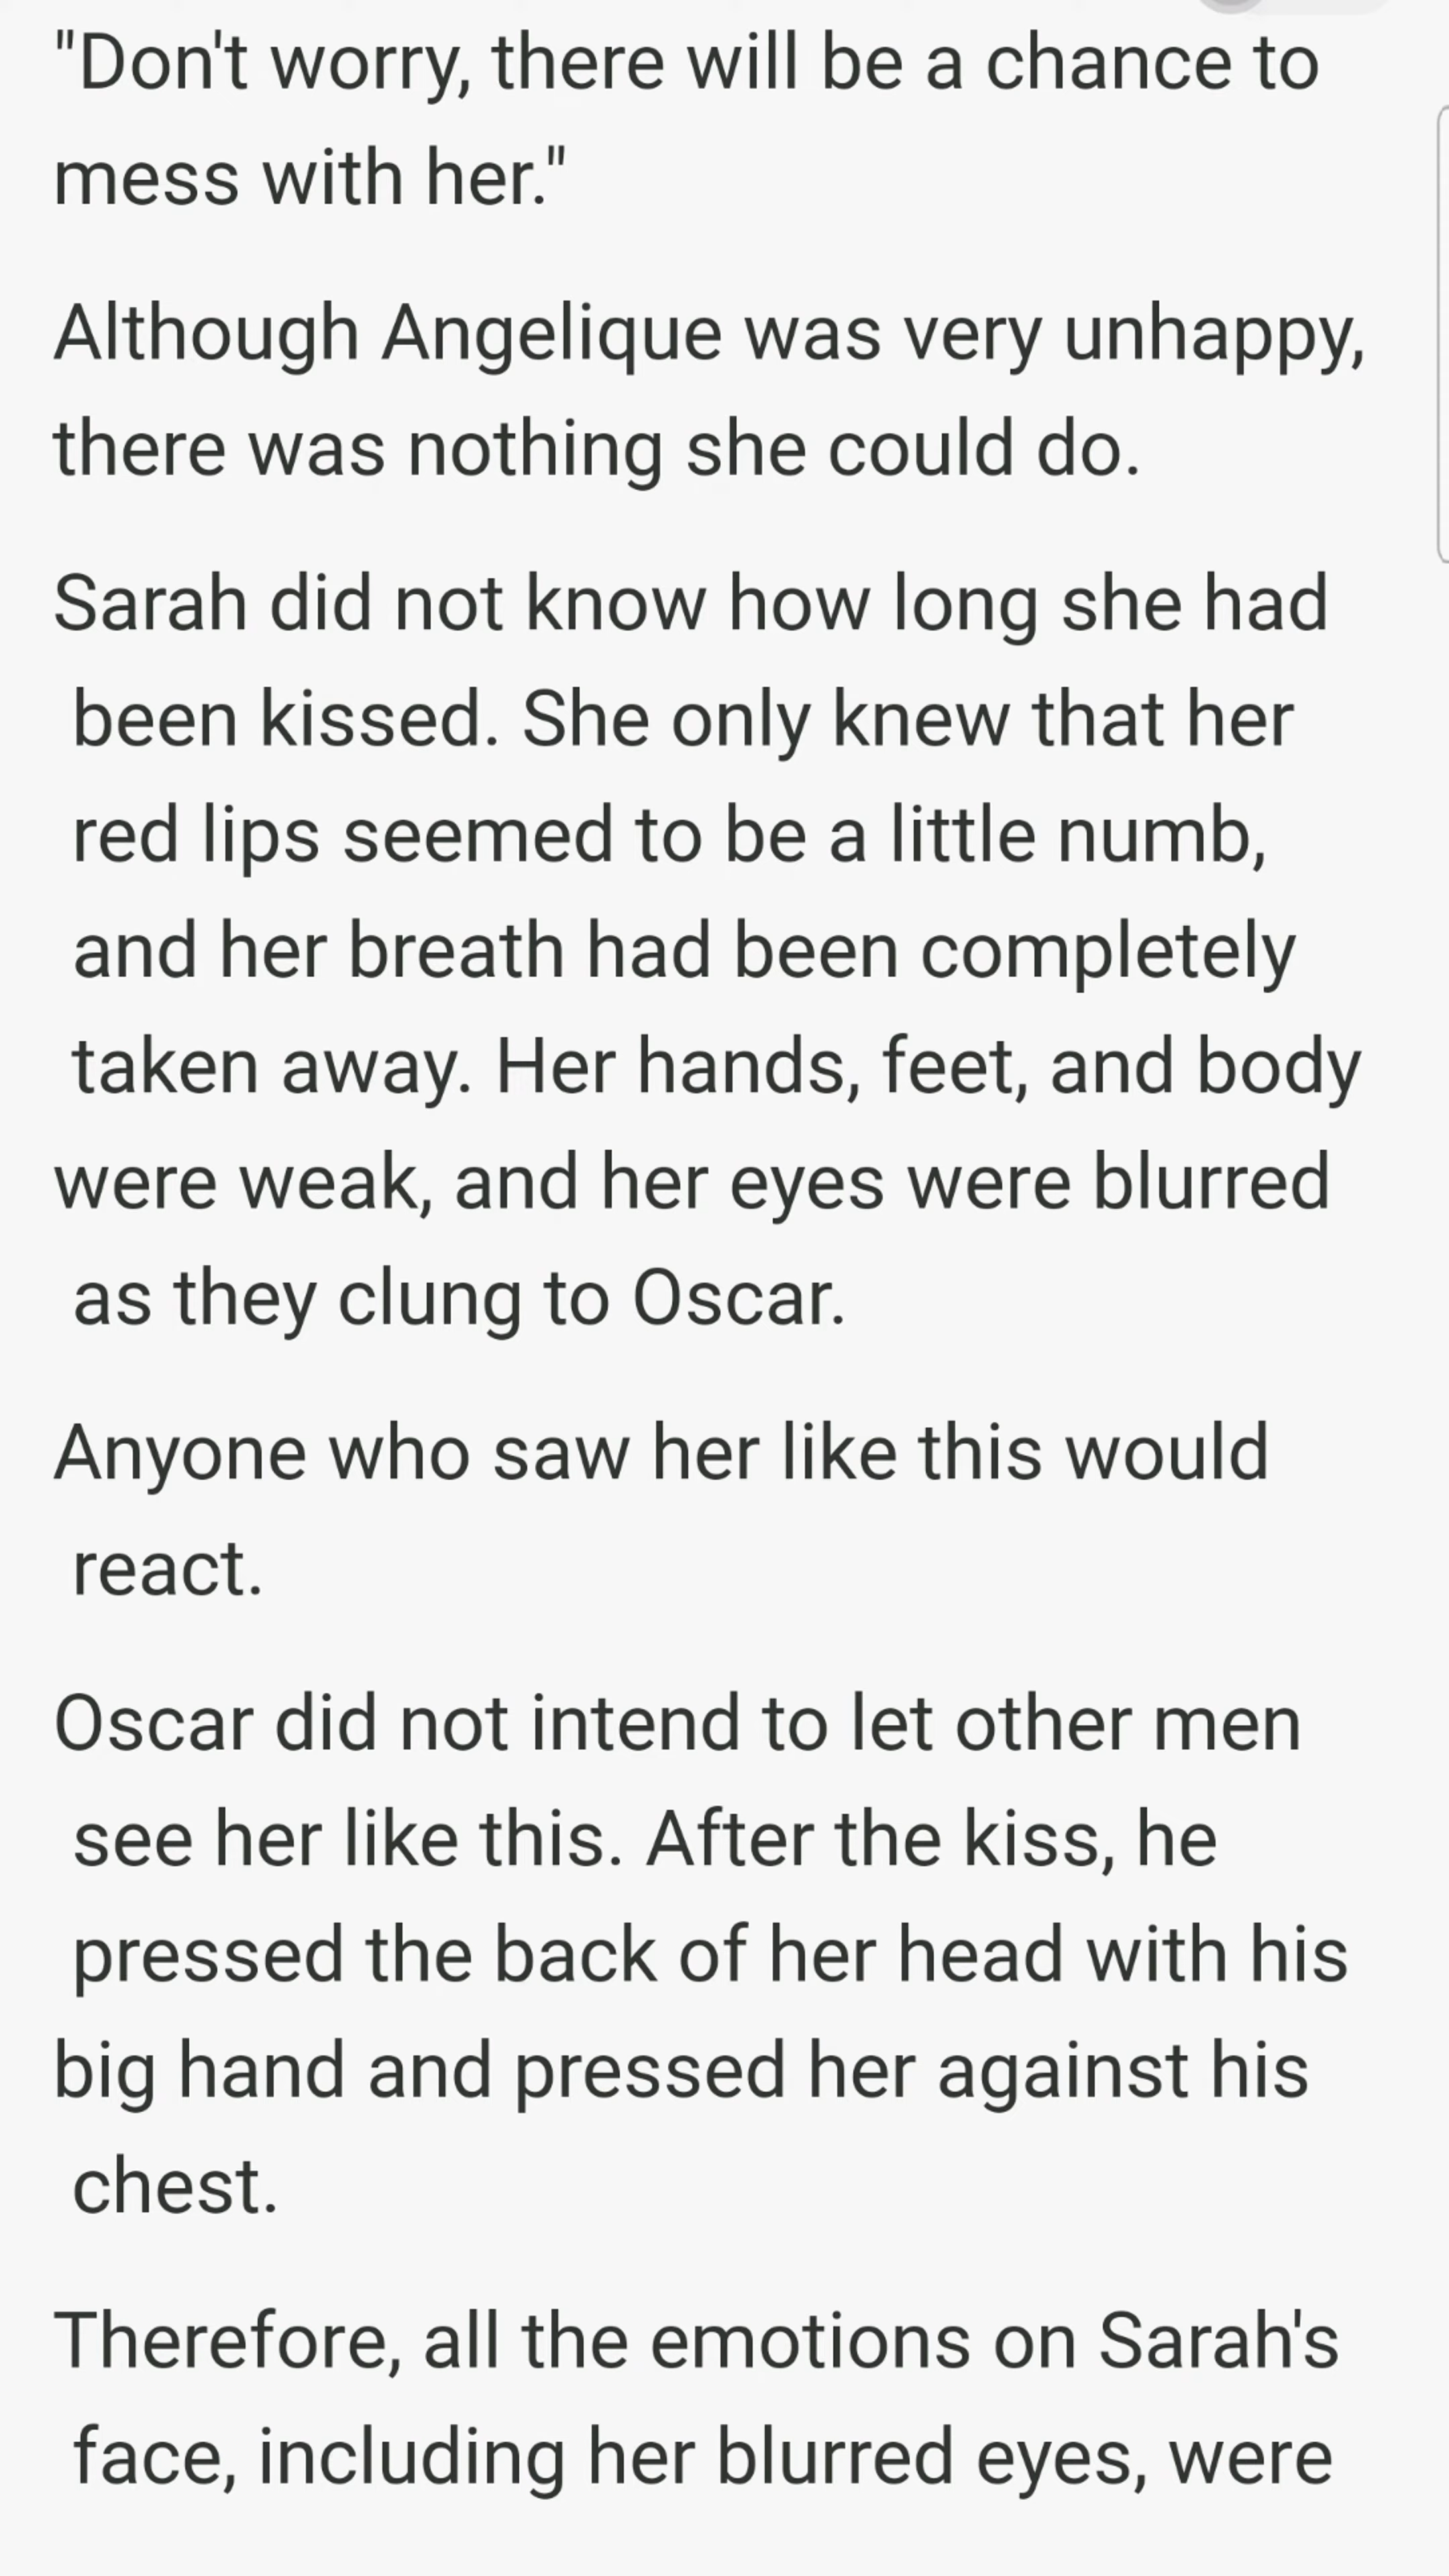 "Don't worry, there will be a chance to
mess with her."
Although Angelique was very unhappy,
there was nothing she could do.
Sarah did not know how long she had
been kissed. She only knew that her
red lips seemed to be a little numb,
and her breath had been completely
taken away. Her hands, feet, and body
were weak, and her eyes were blurred
as they clung to Oscar.
Anyone who saw her like this would
react.
Oscar did not intend to let other men
see her like this. After the kiss, he
pressed the back of her head with his
big hand and pressed her against his
chest.
Therefore, all the emotions on Sarah's
face, including her blurred eyes, were